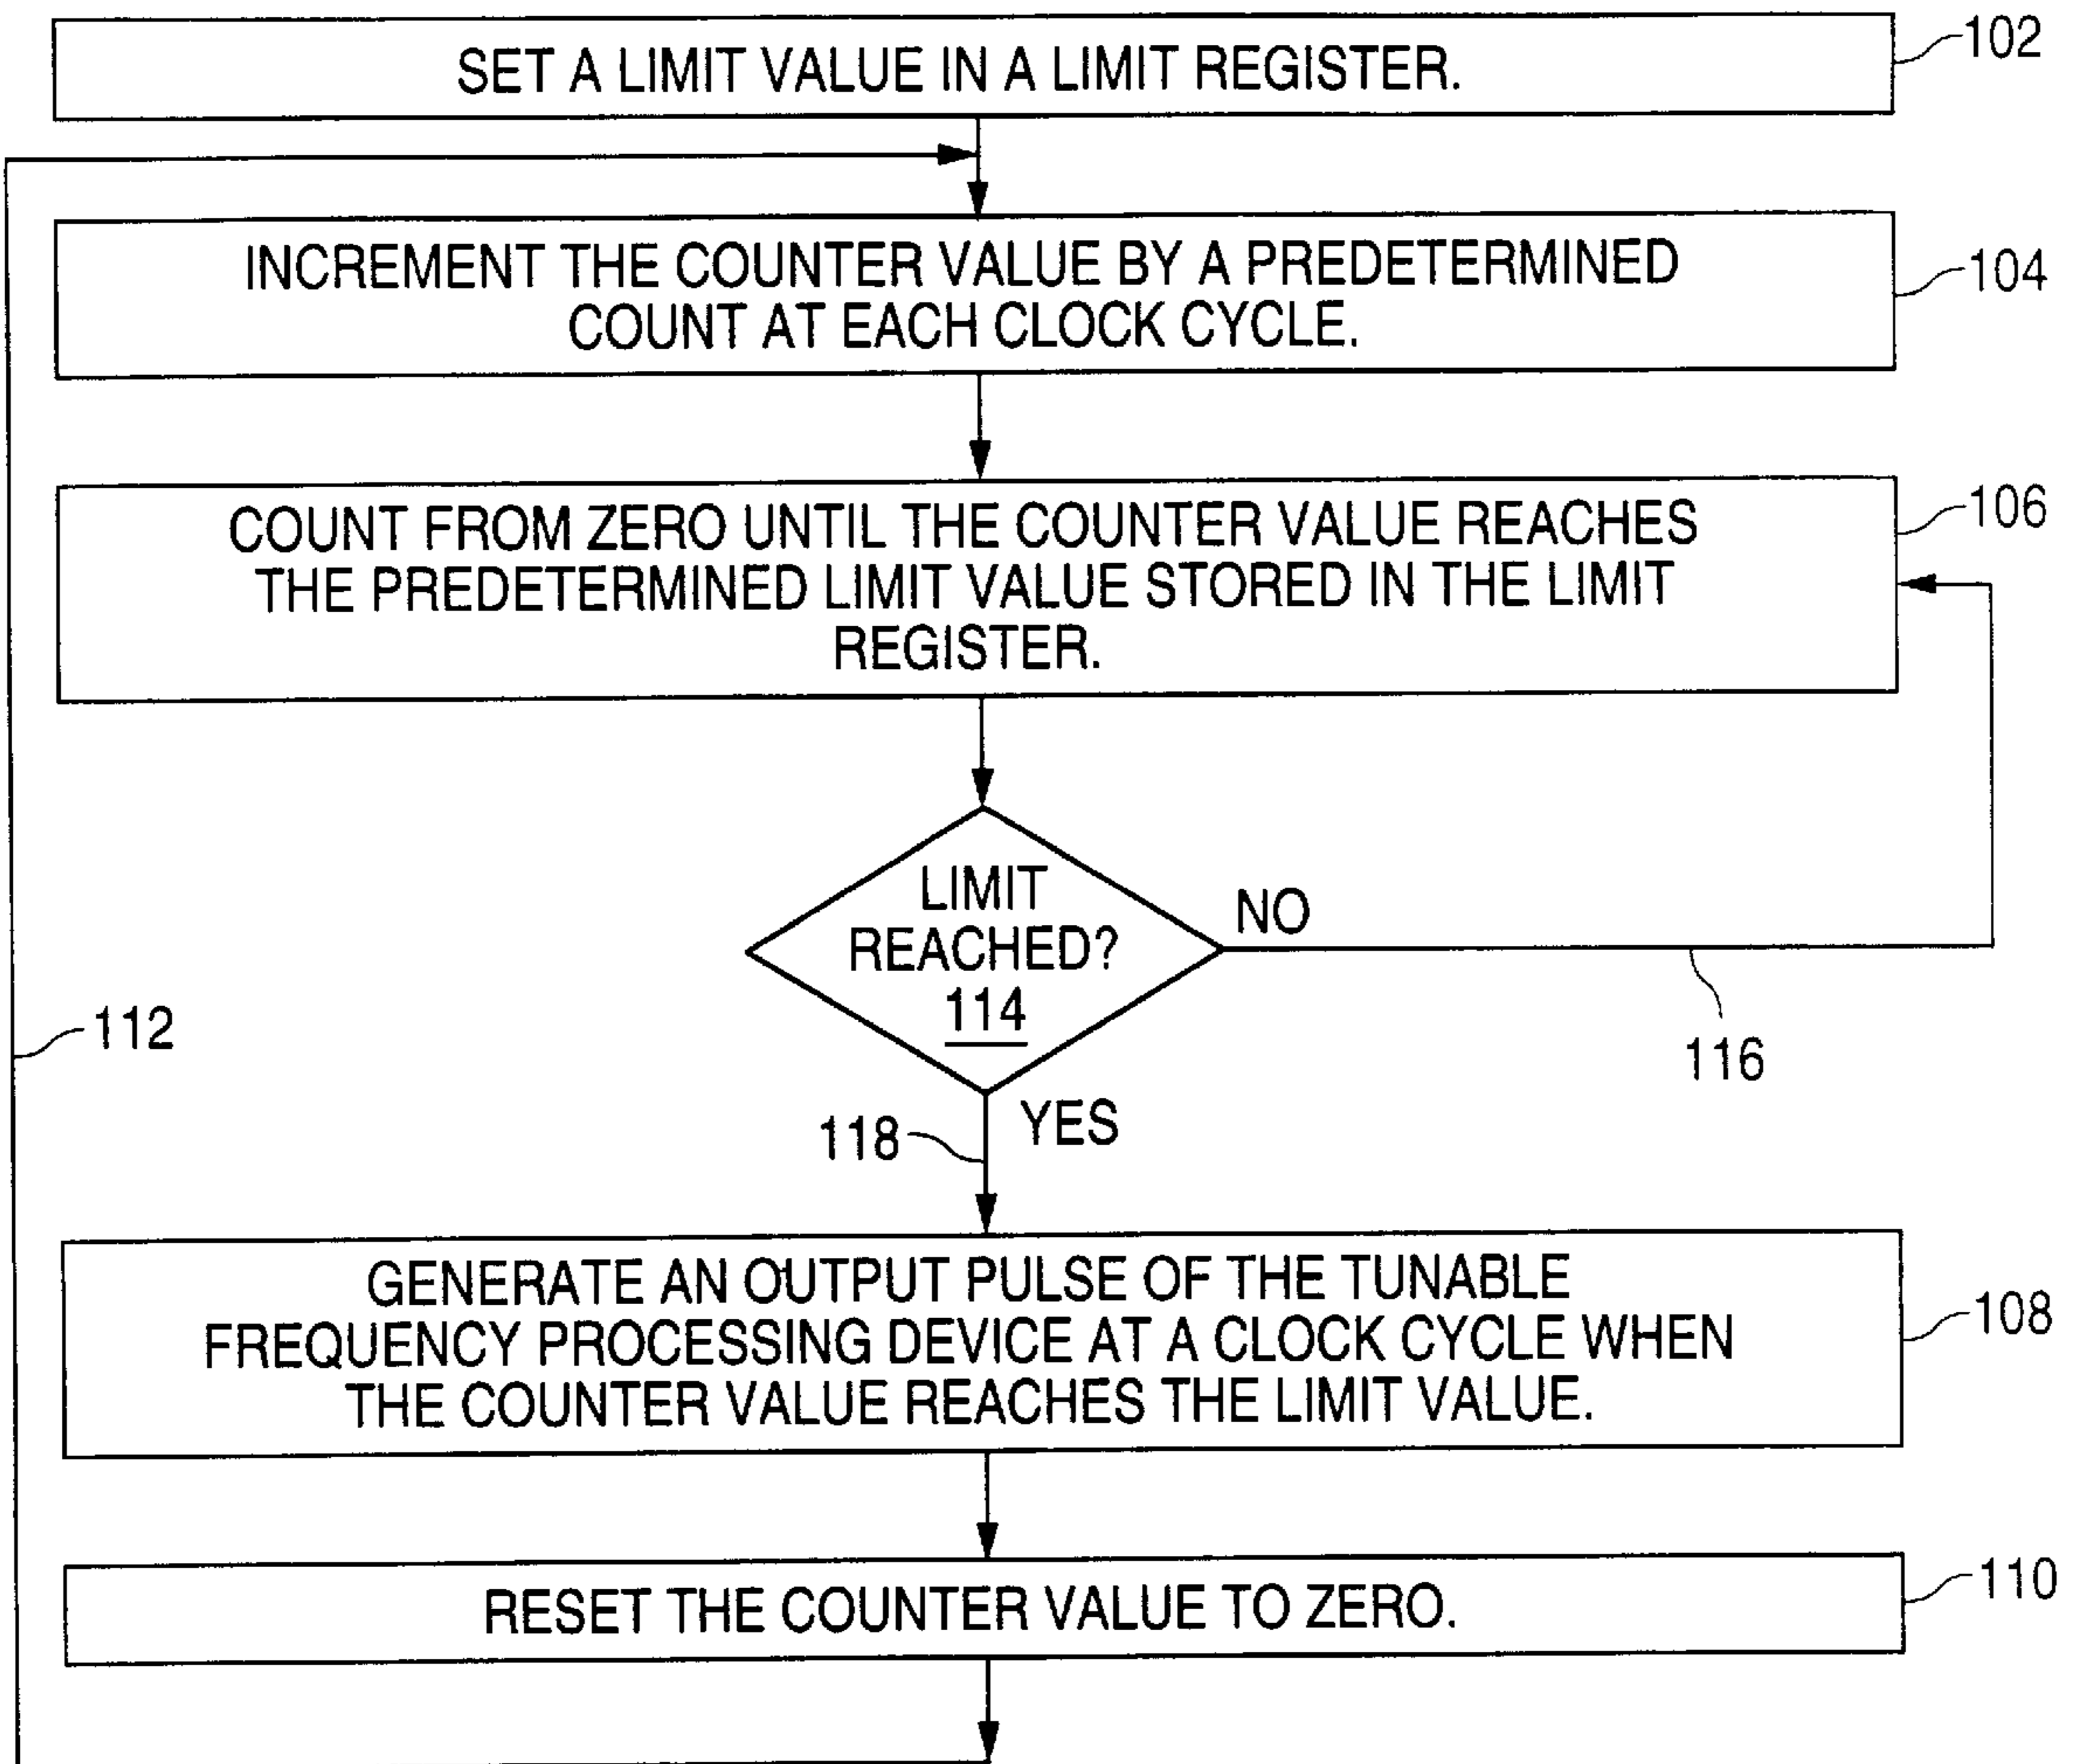 SET A LIMIT VALUE IN A LIMIT REGISTER.
102
INCREMENT THE COUNTER VALUE BY A PREDETERMINED
COUNT AT EACH CLOCK CYCLE.
104
COUNT FROM ZERO UNTIL THE COUNTER VALUE REACHES
THE PREDETERMINED LIMIT VALUE STORED IN THE LIMIT
REGISTER.
106
LIMIT
REACHED?
114
NO
116
112
118
YES
GENERATE AN OUTPUT PULSE OF THE TUNABLE
FREQUENCY PROCESSING DEVICE AT A CLOCK CYCLE WHEN
THE COUNTER VALUE REACHES THE LIMIT VALUE.
108
RESET THE COUNTER VALUE TO ZERO.
110